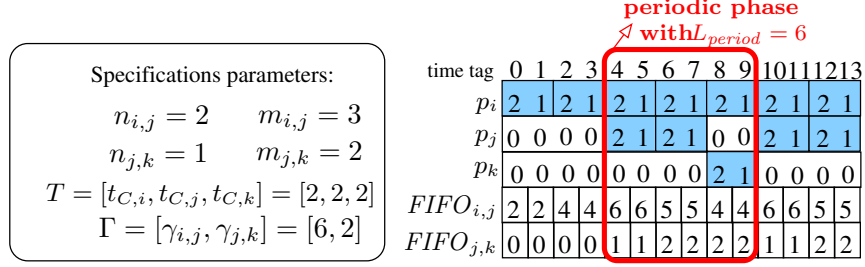 periodic phase
with L_{period} = 6
Specifications parameters:
n_{i,j} = 2 m_{i,j} = 3
n_{j,k} = 1 m_{j,k} = 2
T = [t_{C,i}, t_{C,j}, t_{C,k}] = [2, 2, 2]
Γ = [γ_{i,j}, γ_{j,k}] = [6, 2]
time tag 0 1 2 3 4 5 6 7 8 9 10 11 12 13
p_i 2 1 2 1 2 1 2 1 2 1 2 1 2 1
p_j 0 0 0 0 2 1 2 1 0 0 2 1 2 1
p_k 0 0 0 0 0 0 0 0 2 1 0 0 0 0
FIFO_{i,j} 2 2 4 4 6 6 5 5 4 4 6 6 5 5
FIFO_{j,k} 0 0 0 0 1 1 2 2 2 2 1 1 2 2